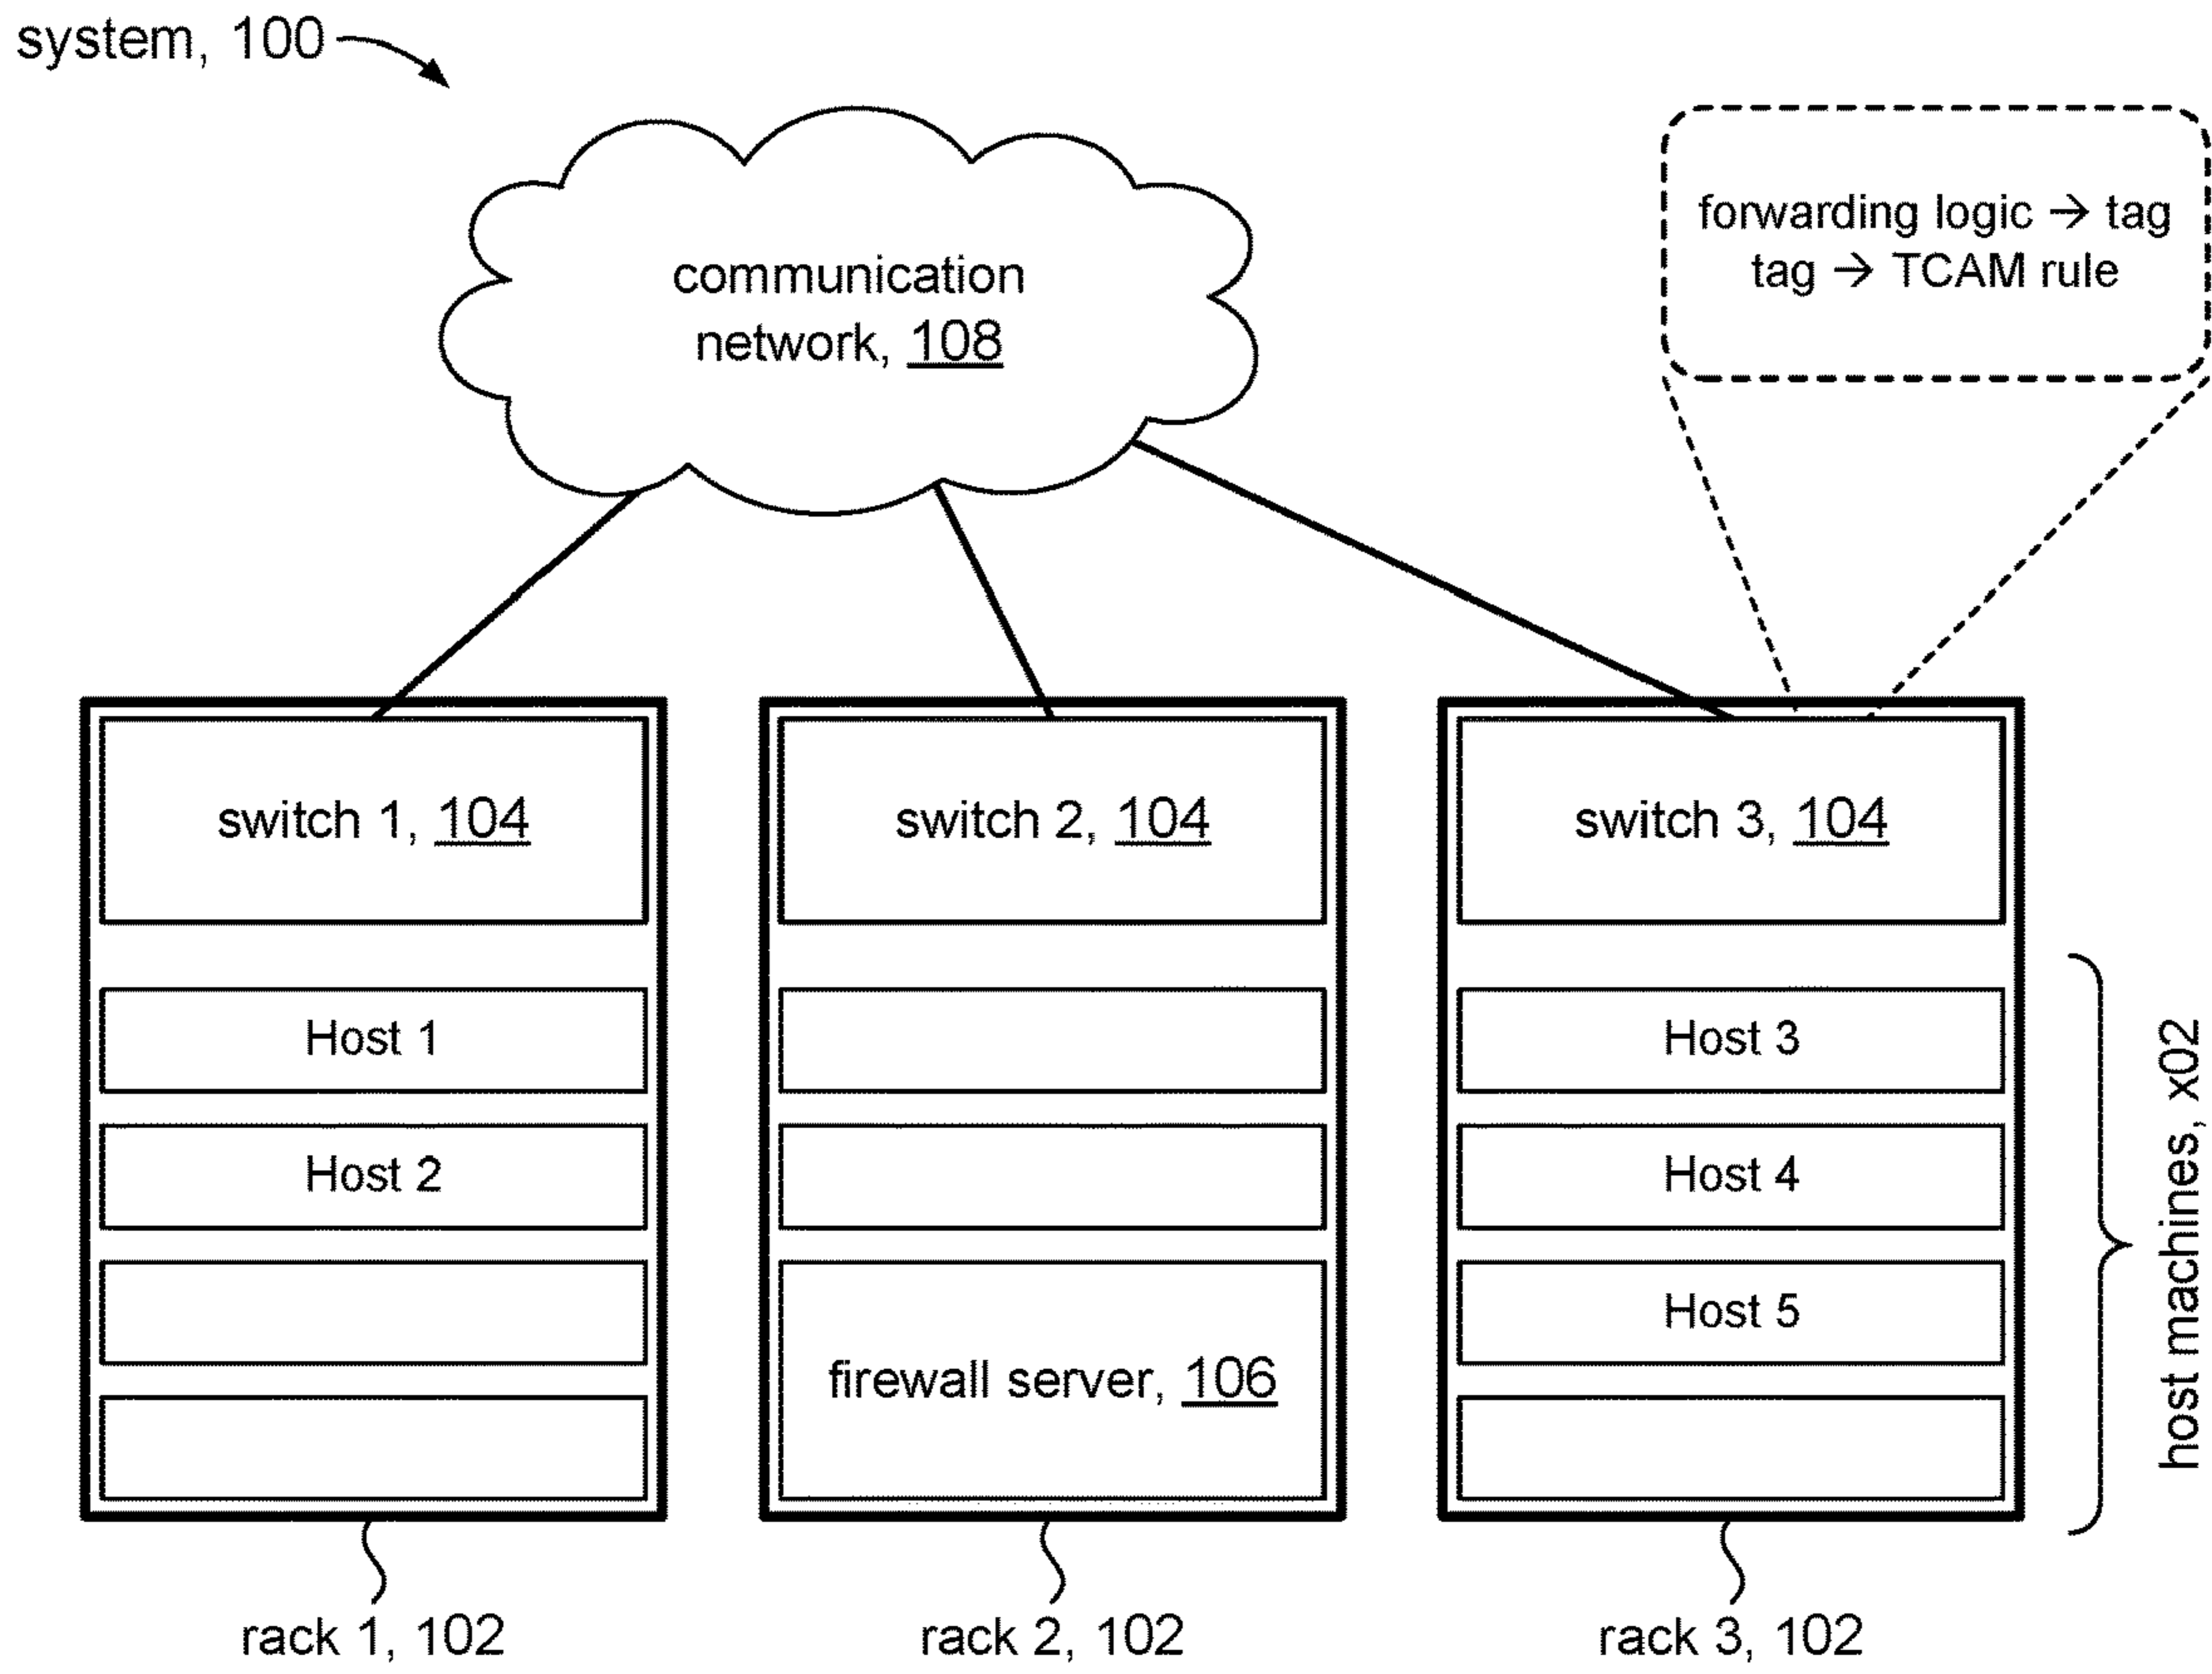 system, 100
communication
network, 108
forwarding logic → tag
tag → TCAM rule
switch 1, 104
switch 2, 104
switch 3, 104
Host 1
Host 2
firewall server, 106
Host 3
Host 4
Host 5
host machines, x02
rack 1, 102
rack 2, 102
rack 3, 102